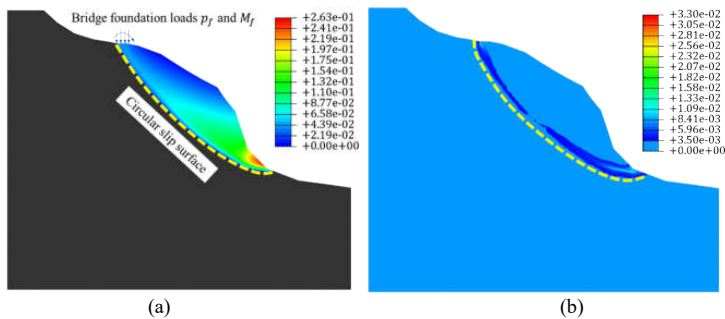 Bridge foundation loads pf and Mf
+2.63e-01
+2.41e-01
+2.19e-01
+1.97e-01
+1.75e-01
+1.54e-01
+1.32e-01
+1.10e-01
+8.77e-02
+6.58e-02
+4.39e-02
+2.19e-02
+0.00e+00
Circular slip surface
(a)
+3.30e-02
+3.05e-02
+2.81e-02
+2.56e-02
+2.32e-02
+2.07e-02
+1.82e-02
+1.58e-02
+1.33e-02
+1.09e-02
+8.41e-03
+5.96e-03
+3.50e-03
+0.00e+00
(b)